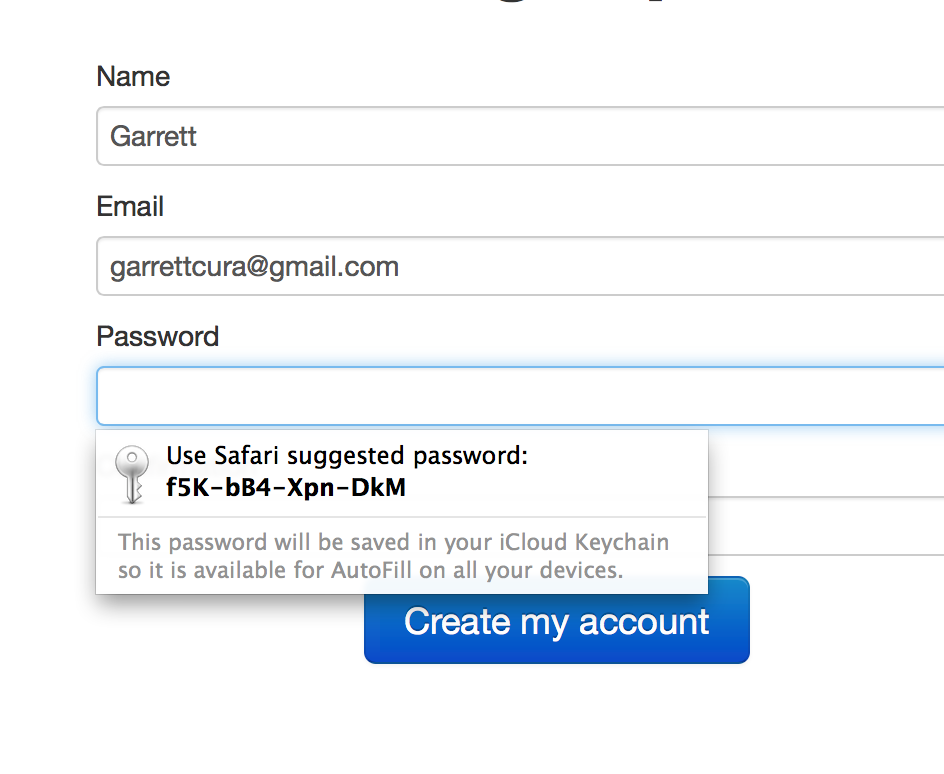 Name
Garrett
Email
garrettcura@gmail.com
Password
Use Safari suggested password:
f5K-bB4-Xpn-DkM
This password will be saved in your iCloud Keychain
so it is available for AutoFill on all your devices.
Create my account